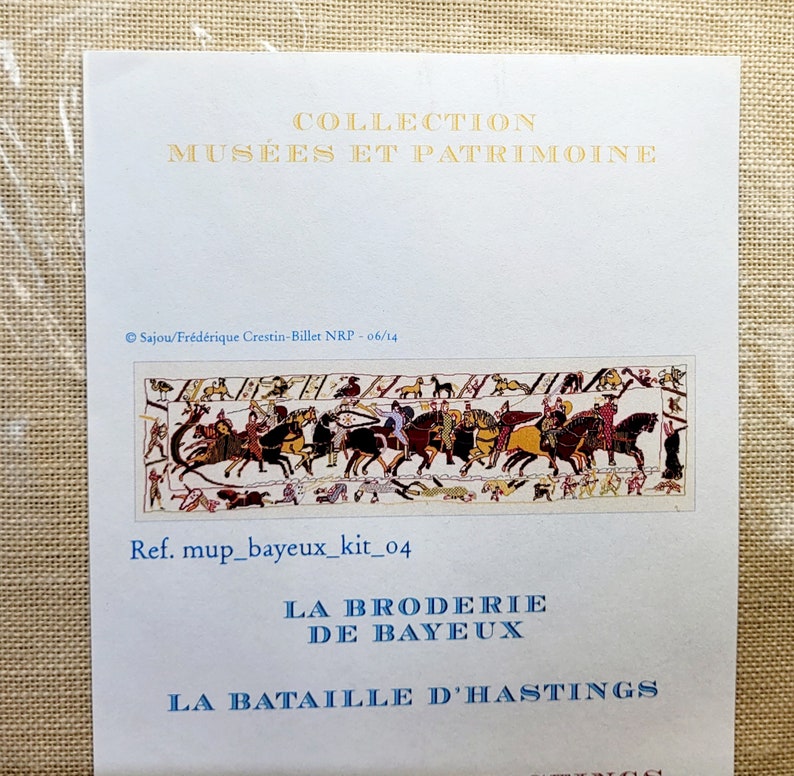 COLLECTION
MUSÉES ET PATRIMOINE
© Sajou/Frédérique Crestin-Billet NRP - 06/14
Ref. mup_bayeux_kit_04
LA BRODERIE
DE BAYEUX
LA BATAILLE D'HASTINGS